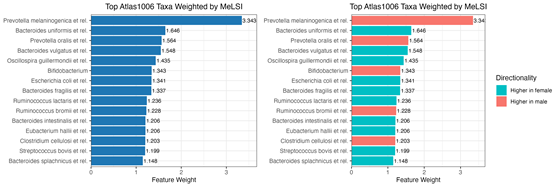 Top Atlas1006 Taxa Weighted by MeLSI
Prevotella melaninogenica et rel. 3.343
Bacteroides uniformis et rel. 1.646
Prevotella oralis et rel. 1.564
Bacteroides vulgatus et rel. 1.548
Oscillospira guillermondii et rel. 1.435
Bifidobacterium 1.343
Escherichia coli et rel. 1.341
Bacteroides fragilis et rel. 1.337
Ruminococcus lactaris et rel. 1.236
Ruminococcus bromii et rel. 1.228
Bacteroides intestinalis et rel. 1.206
Eubacterium hallii et rel. 1.206
Clostridium cellulosi et rel. 1.203
Streptococcus bovis et rel. 1.199
Bacteroides splachnicus et rel. 1.148
0 1 2 3
Feature Weight
Top Atlas1006 Taxa Weighted by MeLSI
Prevotella melaninogenica et rel. 3.34
Bacteroides uniformis et rel. 1.646
Prevotella oralis et rel. 1.564
Bacteroides vulgatus et rel. 1.548
Oscillospira guillermondii et rel. 1.435
Bifidobacterium 1.343
Escherichia coli et rel. 1.341
Bacteroides fragilis et rel. 1.337
Ruminococcus lactaris et rel. 1.236
Ruminococcus bromii et rel. 1.228
Bacteroides intestinalis et rel. 1.206
Eubacterium hallii et rel. 1.206
Clostridium cellulosi et rel. 1.203
Streptococcus bovis et rel. 1.199
Bacteroides splachnicus et rel. 1.148
0 1 2 3
Feature Weight
Directionality
Higher in female
Higher in male